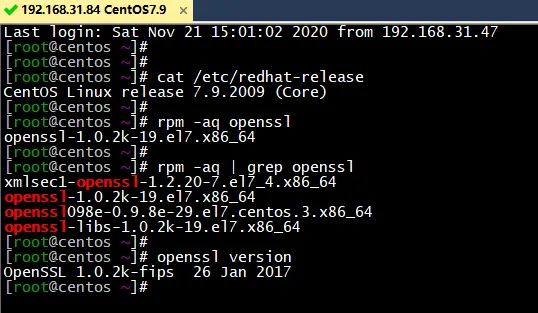 192.168.31.84 CentOS7.9 ×
Last login: Sat Nov 21 15:01:02 2020 from 192.168.31.47
[root@centos ~]#
[root@centos ~]# cat /etc/redhat-release
CentOS Linux release 7.9.2009 (Core)
[root@centos ~]#
[root@centos ~]# rpm -aq openssl
openssl-1.0.2k-19.el7.x86_64
[root@centos ~]#
[root@centos ~]# rpm -aq | grep openssl
xmlsec1-openssl-1.2.20-7.el7_4.x86_64
openssl-1.0.2k-19.el7.x86_64
openssl098e-0.9.8e-29.el7.centos.3.x86_64
openssl-libs-1.0.2k-19.el7.x86_64
[root@centos ~]#
[root@centos ~]# openssl version
OpenSSL 1.0.2k-fips  26 Jan 2017
[root@centos ~]#